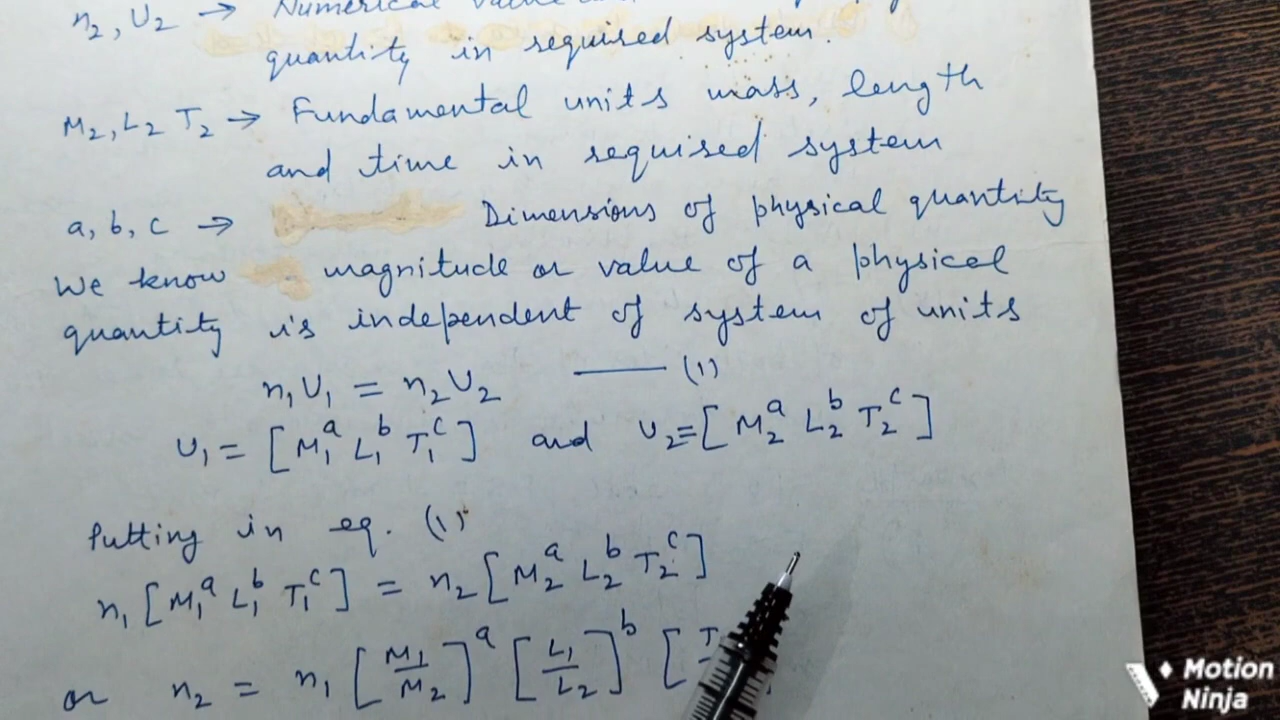 n₂, U₂ → Numerical value
quantity in required system.
M₂, L₂ T₂ → Fundamental units mass, length
and time in required system
a, b, c → Dimensions of physical quantity
We know magnitude or value of a physical
quantity is independent of system of units
n₁U₁ = n₂U₂ —— (1)
U₁ = [M₁ᵃ L₁ᵇ T₁ᶜ] and U₂ = [M₂ᵃ L₂ᵇ T₂ᶜ]
Putting in eq. (1)
n₁ [M₁ᵃ L₁ᵇ T₁ᶜ] = n₂ [M₂ᵃ L₂ᵇ T₂ᶜ]
or n₂ = n₁ [M₁/M₂]ᵃ [L₁/L₂]ᵇ [T
Motion
Ninja